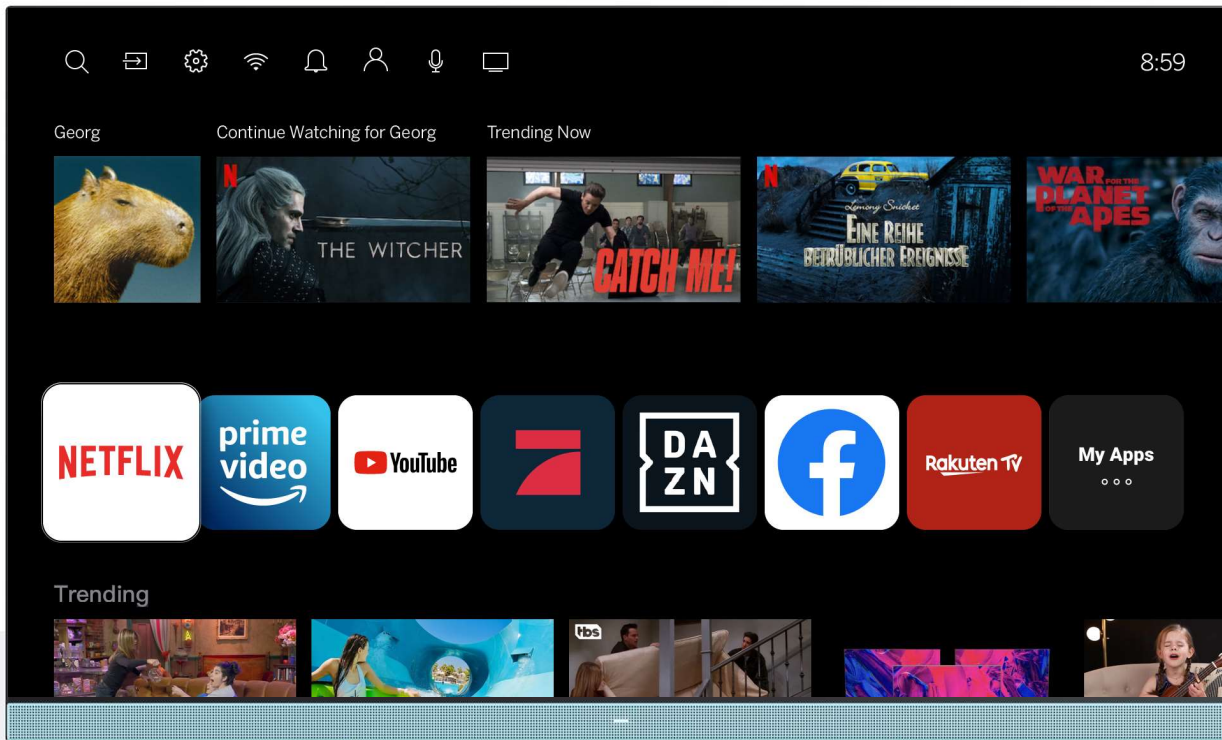 8:59
Georg
Continue Watching for Georg
Trending Now
N
THE WITCHER
CATCH ME!
N
Lemony Snicket
EINE REIHE
BETRÜBLICHER EREIGNISSE
WAR FOR THE
PLANET
OF THE APES
NETFLIX
prime
video
YouTube
DA
ZN
f
Rakuten TV
My Apps
Trending
tbs